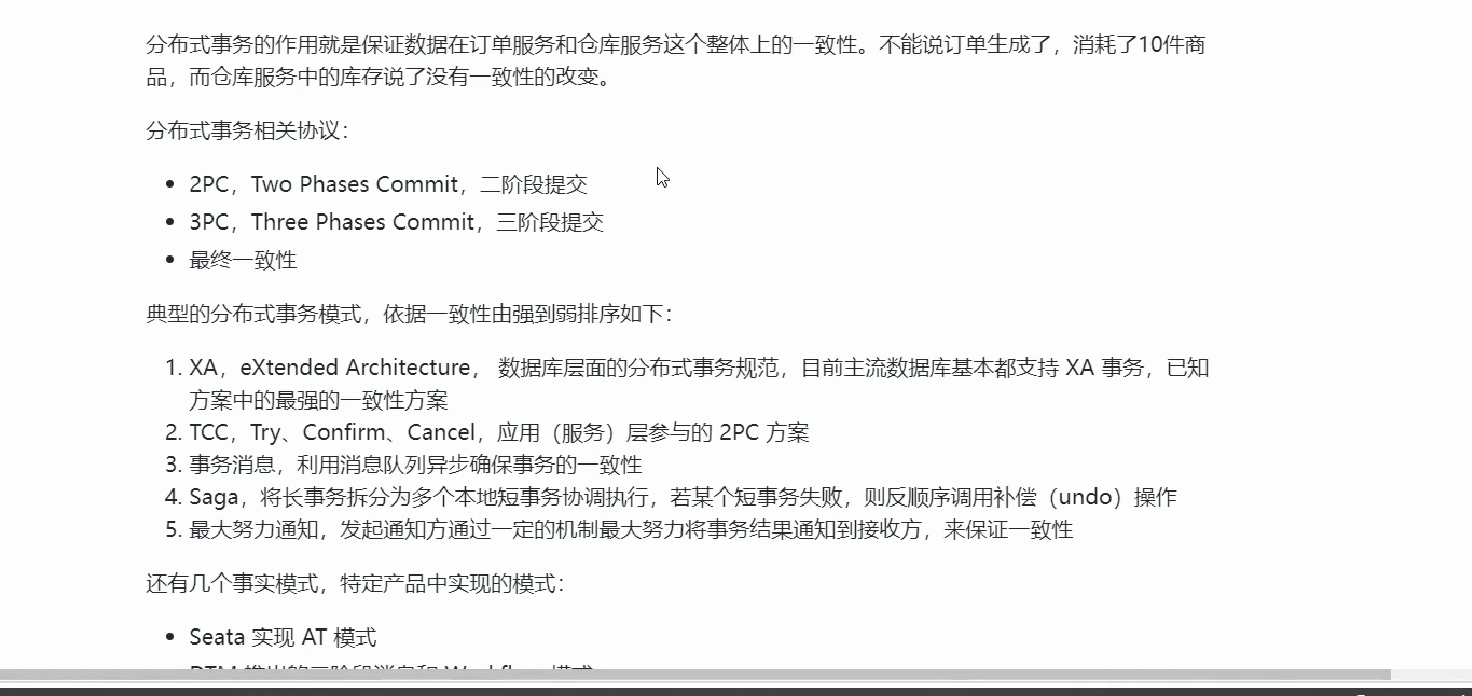 分布式事务的作用就是保证数据在订单服务和仓库服务这个整体上的一致性。不能说订单生成了，消耗了10件商
品，而仓库服务中的库存说了没有一致性的改变。
分布式事务相关协议：
2PC，Two Phases Commit，二阶段提交
3PC，Three Phases Commit，三阶段提交
最终一致性
典型的分布式事务模式，依据一致性由强到弱排序如下：
1. XA，eXtended Architecture， 数据库层面的分布式事务规范，目前主流数据库基本都支持 XA 事务，已知
方案中的最强的一致性方案
2. TCC，Try、Confirm、Cancel，应用（服务）层参与的 2PC 方案
3. 事务消息，利用消息队列异步确保事务的一致性
4. Saga，将长事务拆分为多个本地短事务协调执行，若某个短事务失败，则反顺序调用补偿（undo）操作
5. 最大努力通知，发起通知方通过一定的机制最大努力将事务结果通知到接收方，来保证一致性
还有几个事实模式，特定产品中实现的模式：
Seata 实现 AT 模式